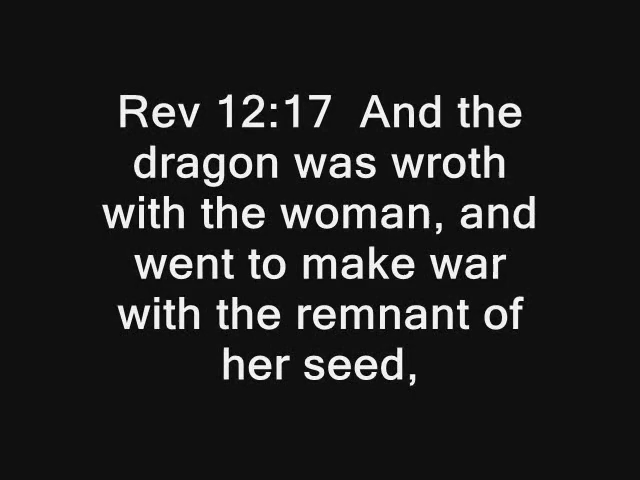 Rev 12:17  And the
dragon was wroth
with the woman, and
went to make war
with the remnant of
her seed,